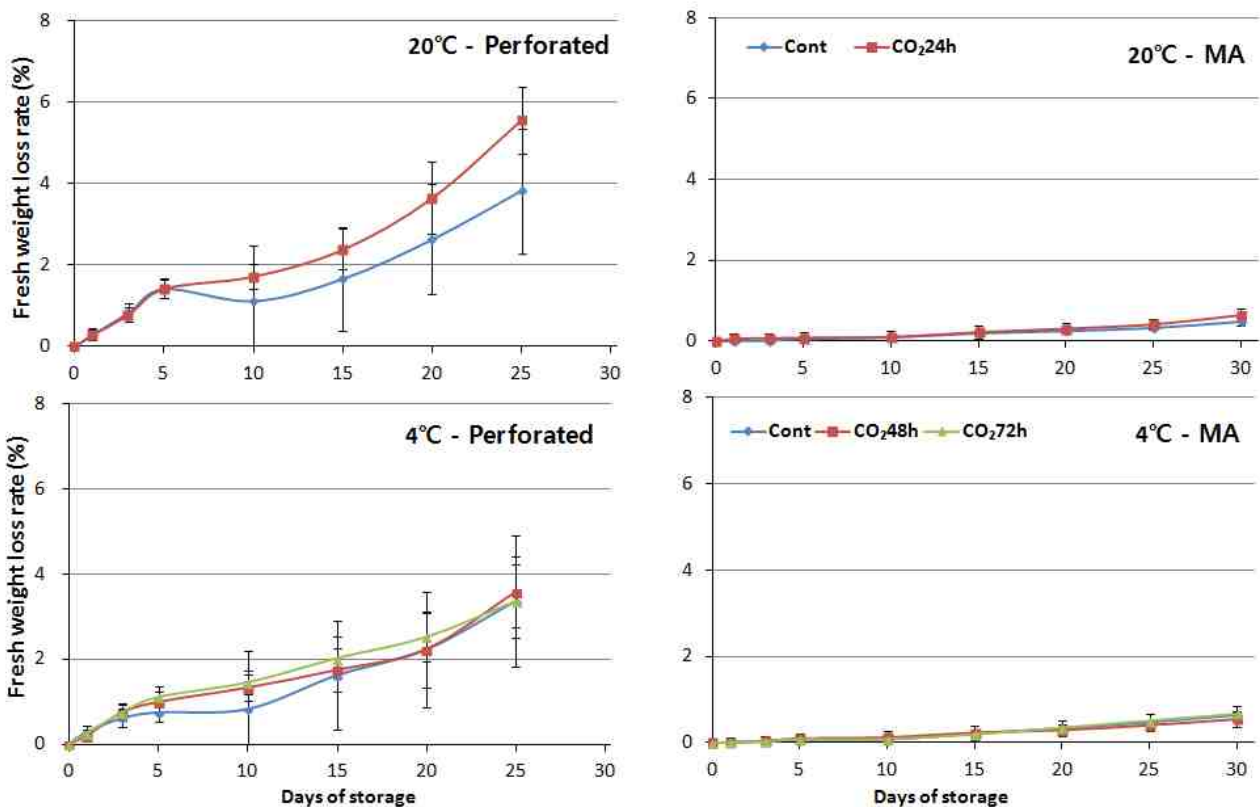 20℃ - Perforated
Fresh weight loss rate (%)
8
6
4
2
0
0 5 10 15 20 25 30
Cont CO₂24h
20℃ - MA
8
6
4
2
0
0 5 10 15 20 25 30
4℃ - Perforated
Fresh weight loss rate (%)
8
6
4
2
0
0 5 10 15 20 25 30
Days of storage
Cont CO₂48h CO₂72h
4℃ - MA
8
6
4
2
0
0 5 10 15 20 25 30
Days of storage